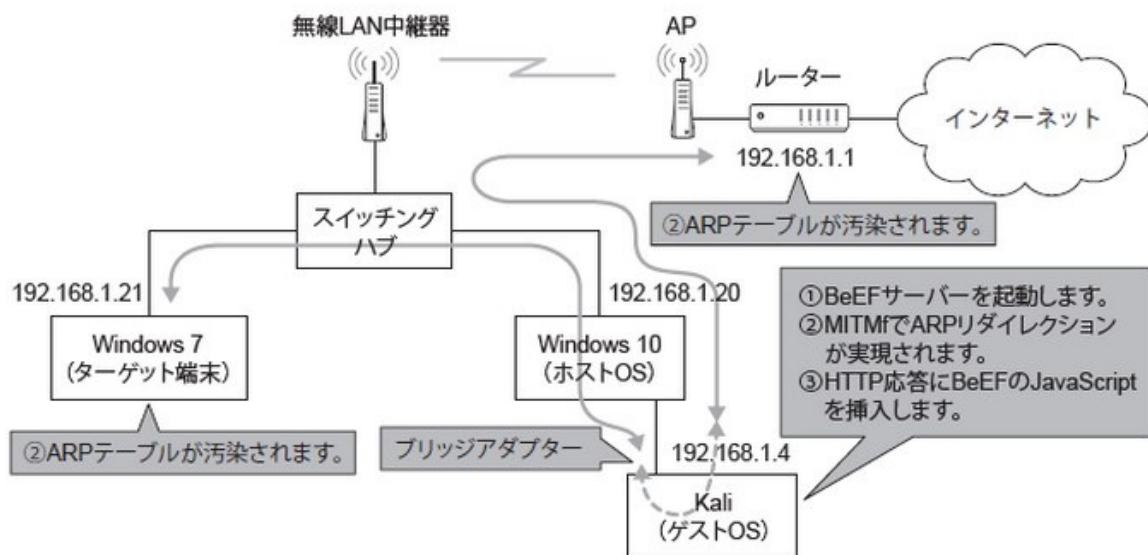 無線LAN中継器
AP
ルーター
インターネット
192.168.1.1
②ARPテーブルが汚染されます。
スイッチング
ハブ
192.168.1.21
192.168.1.20
Windows 7
(ターゲット端末)
Windows 10
(ホストOS)
①BeEFサーバーを起動します。
②MITMfでARPリダイレクション
が実現されます。
③HTTP応答にBeEFのJavaScript
を挿入します。
②ARPテーブルが汚染されます。
ブリッジアダプター
192.168.1.4
Kali
(ゲストOS)